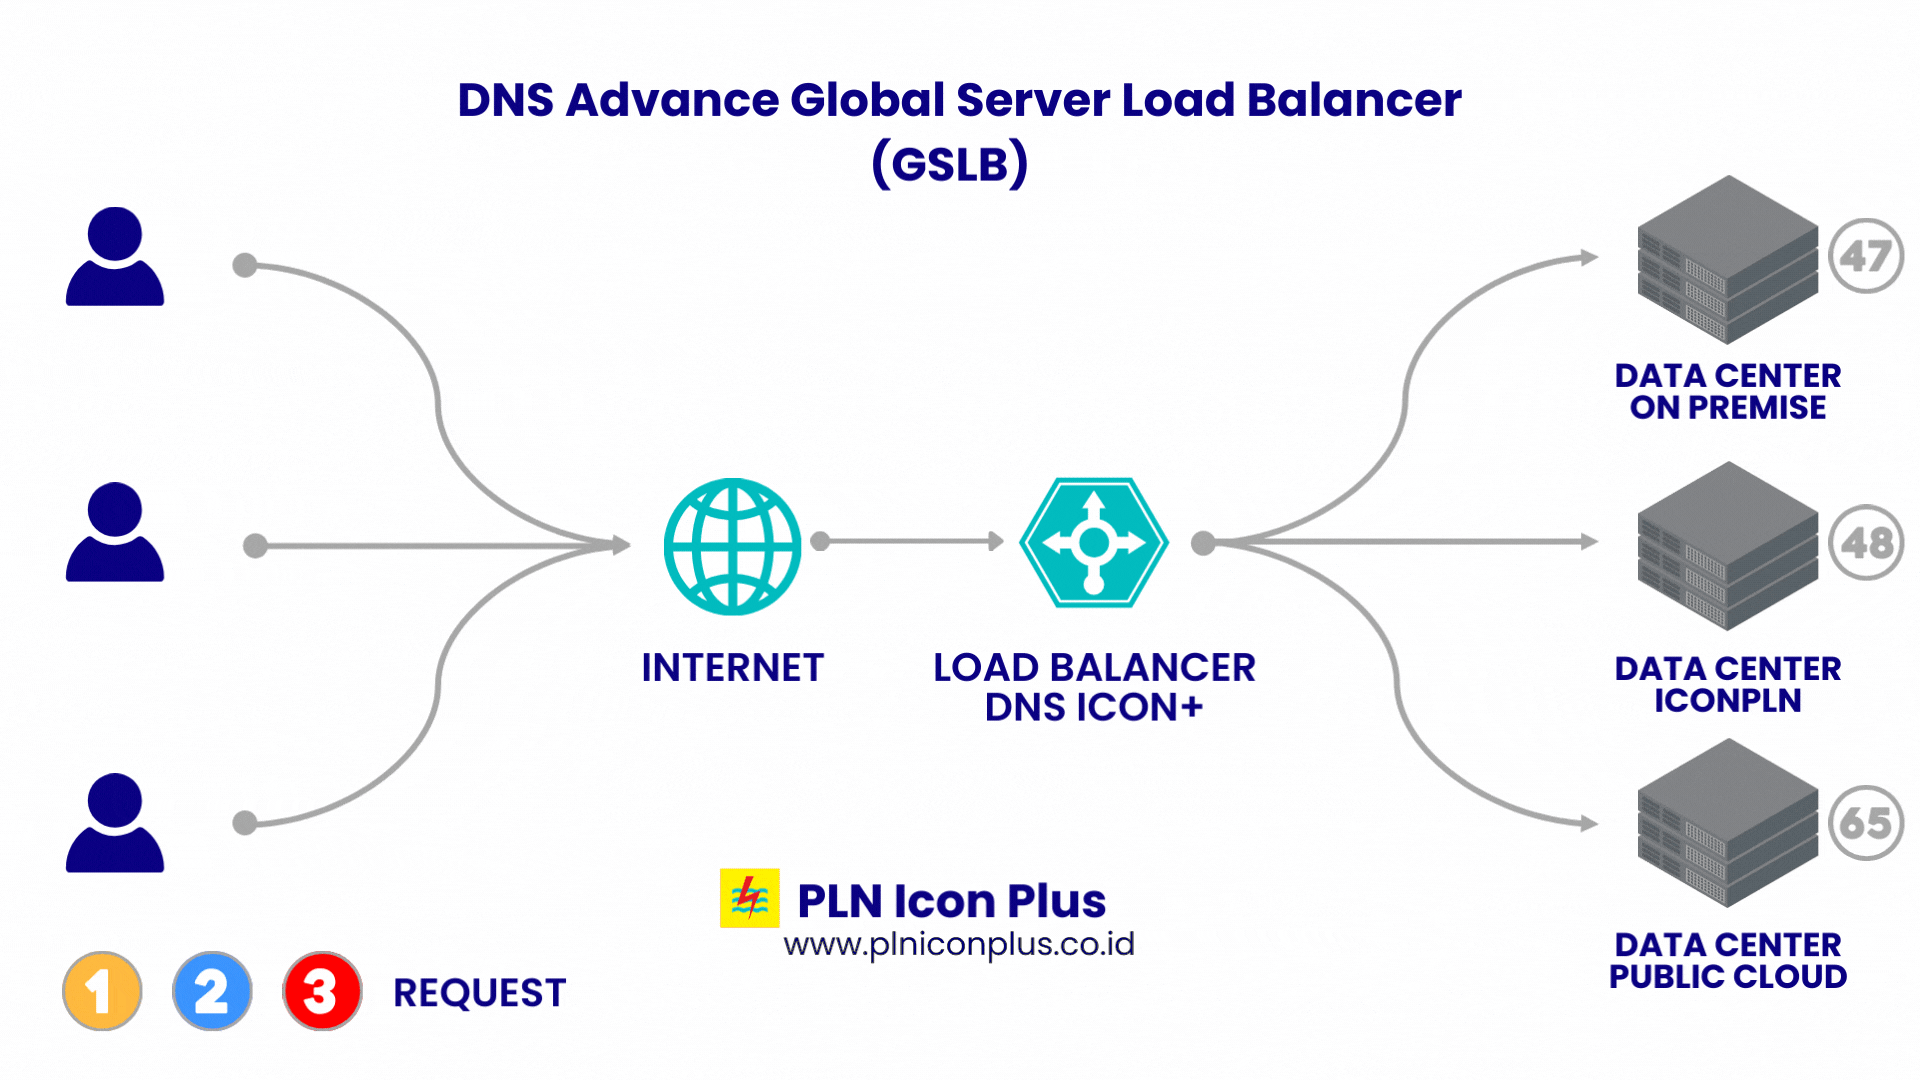 DNS Advance Global Server Load Balancer
(GSLB)
47
DATA CENTER
ON PREMISE
48
INTERNET
LOAD BALANCER
DNS ICON+
DATA CENTER
ICONPLN
65
PLN Icon Plus
www.plniconplus.co.id
DATA CENTER
PUBLIC CLOUD
1 2 3 REQUEST